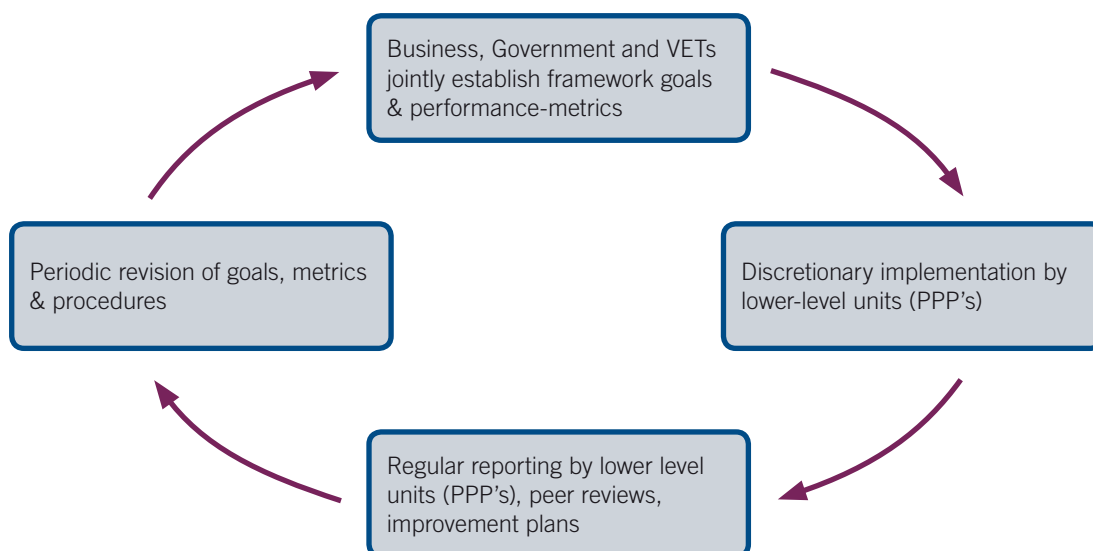 Business, Government and VETs
jointly establish framework goals
& performance-metrics
Periodic revision of goals, metrics
& procedures
Discretionary implementation by
lower-level units (PPP's)
Regular reporting by lower level
units (PPP's), peer reviews,
improvement plans